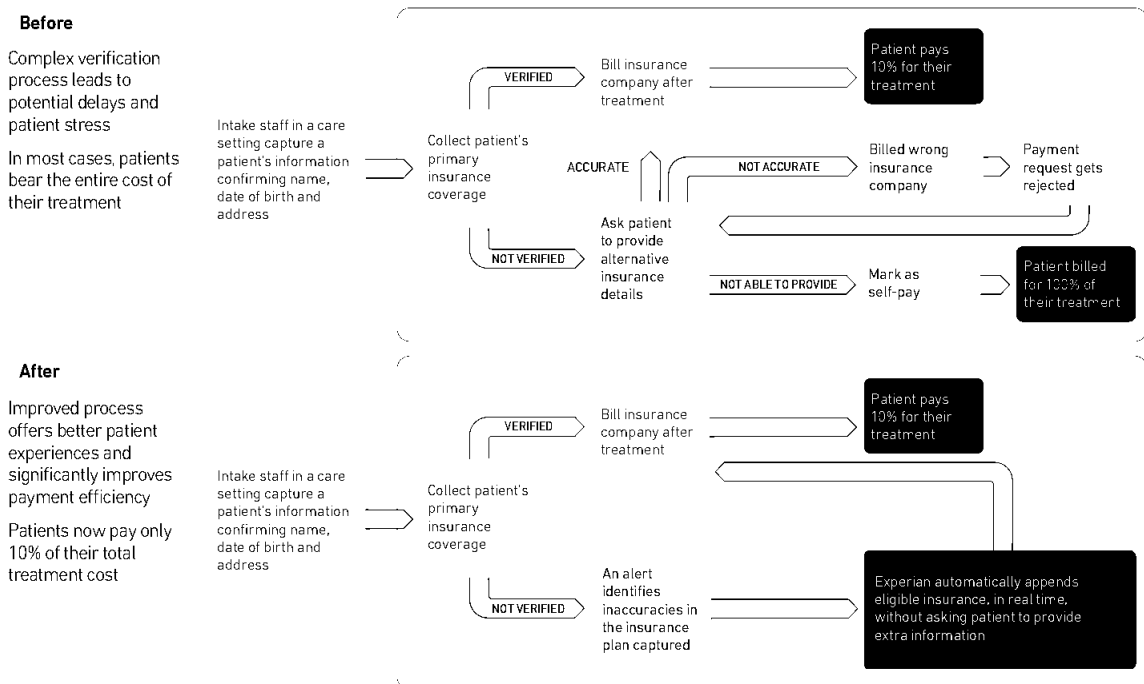 Before
Complex verification
process leads to
potential delays and
patient stress
In most cases, patients
bear the entire cost of
their treatment
Intake staff in a care
setting capture a
patient's information
confirming name,
date of birth and
address
Collect patient's
primary
insurance
coverage
VERIFIED
Bill insurance
company after
treatment
Patient pays
10% for their
treatment
ACCURATE
NOT ACCURATE
Billed wrong
insurance
company
Payment
request gets
rejected
NOT VERIFIED
Ask patient
to provide
alternative
insurance
details
NOT ABLE TO PROVIDE
Mark as
self-pay
Patient billed
for 100% of
their treatment
After
Improved process
offers better patient
experiences and
significantly improves
payment efficiency
Patients now pay only
10% of their total
treatment cost
Intake staff in a care
setting capture a
patient's information
confirming name,
date of birth and
address
Collect patient's
primary
insurance
coverage
VERIFIED
Bill insurance
company after
treatment
Patient pays
10% for their
treatment
NOT VERIFIED
An alert
identifies
inaccuracies in
the insurance
plan captured
Experian automatically appends
eligible insurance, in real time,
without asking patient to provide
extra information